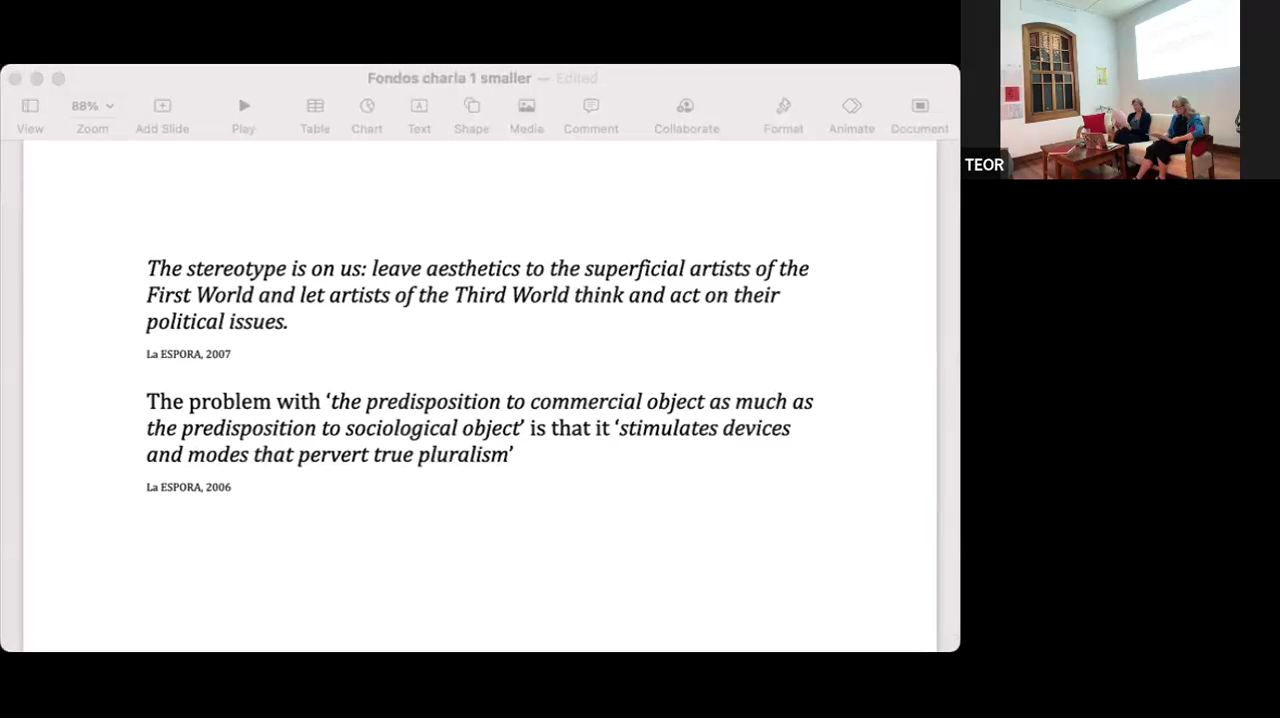 Fondos charla 1 smaller — Edited
88%
View Zoom Add Slide Play Table Chart Text Shape Media Comment Collaborate Format Animate Document
TEOR
The stereotype is on us: leave aesthetics to the superficial artists of the
First World and let artists of the Third World think and act on their
political issues.
La ESPORA, 2007
The problem with ‘the predisposition to commercial object as much as
the predisposition to sociological object’ is that it ‘stimulates devices
and modes that pervert true pluralism’
La ESPORA, 2006